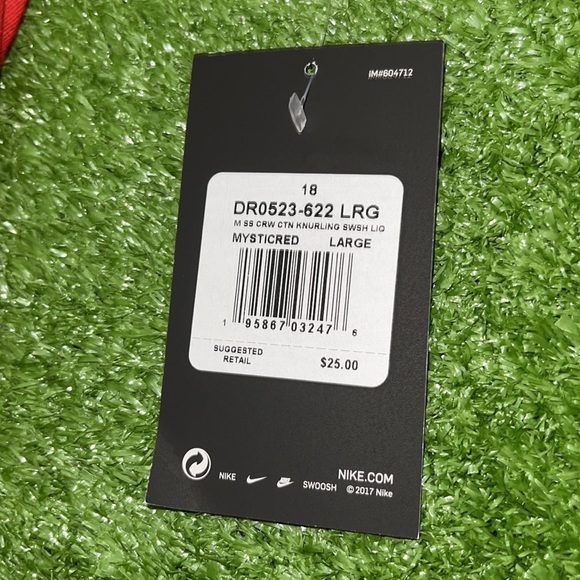 IM#604712
18
DR0523-622 LRG
M SS CRW CTN KNURLING SWSH LIQ
MYSTICRED LARGE
1 95867 03247 6
SUGGESTED
RETAIL $25.00
NIKE SWOOSH
NIKE.COM
© 2017 Nike